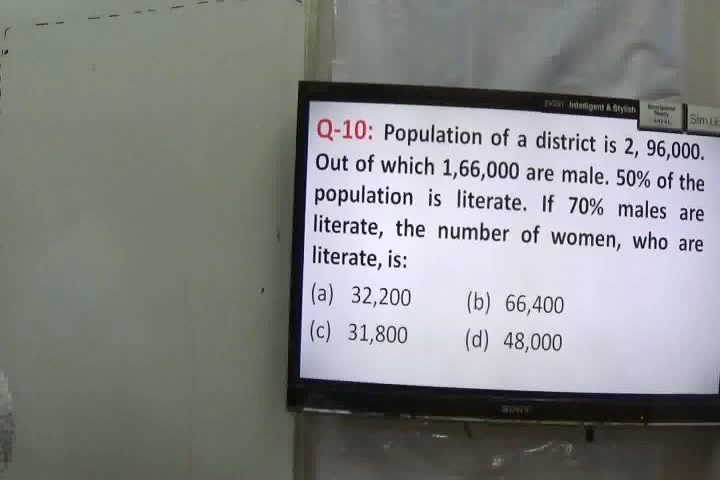 Intelligent & Stylish
Q-10: Population of a district is 2, 96,000.
Out of which 1,66,000 are male. 50% of the
population is literate. If 70% males are
literate, the number of women, who are
literate, is:
(a) 32,200 (b) 66,400
(c) 31,800 (d) 48,000
SONY